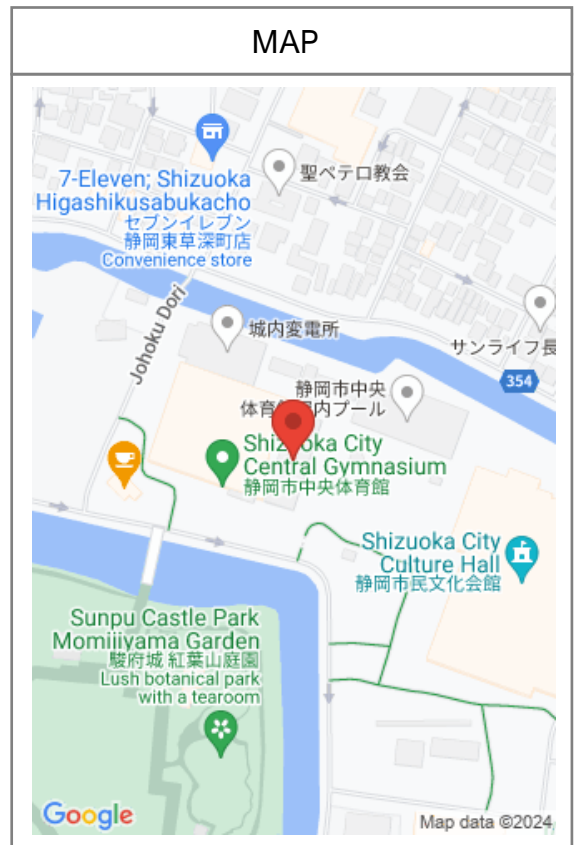 MAP
7-Eleven; Shizuoka
Higashikusabukacho
セブンイレブン
静岡東草深町店
Convenience store
聖ペテロ教会
Johoku Dori
城内変電所
サンライフ長
354
静岡市中央
体育 内プール
Shiz oka City
Central Gymnasium
静岡市中央体育館
Shizuoka City
Culture Hall
静岡市民文化会館
Sunpu Castle Park
Momijiyama Garden
駿府城 紅葉山庭園
Lush botanical park
with a tearoom
Google
Map data ©2024